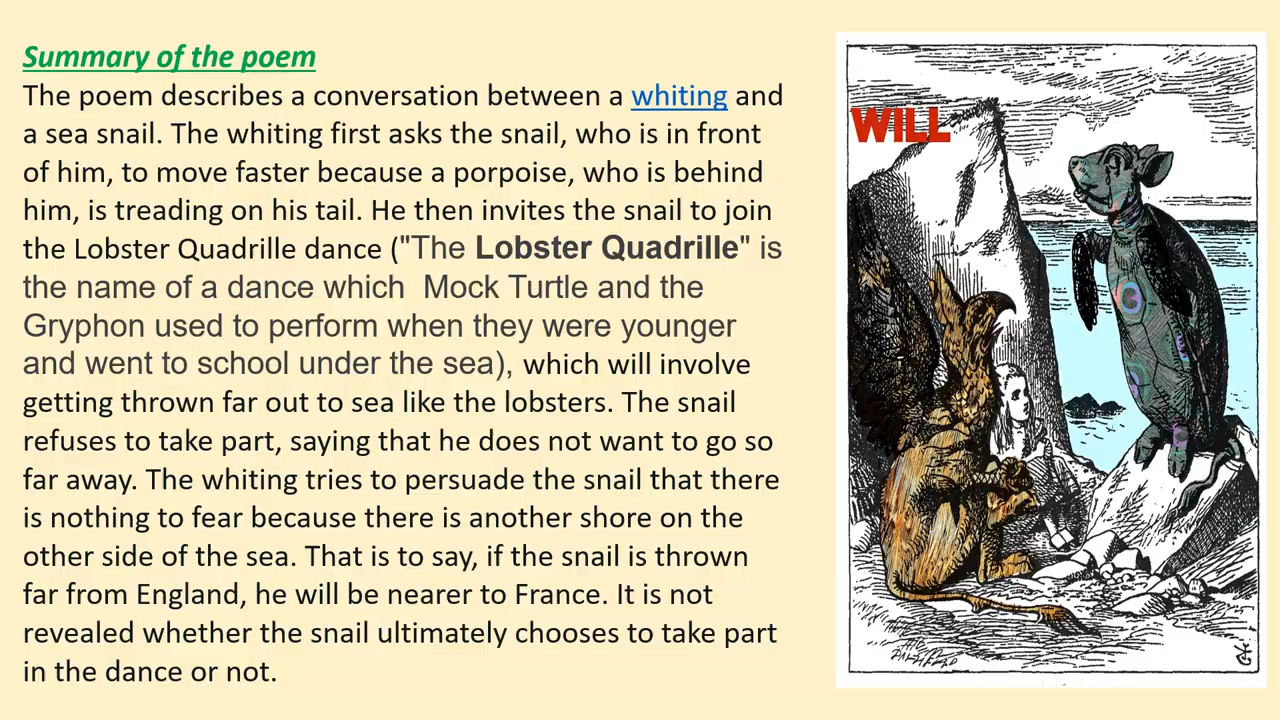 Summary of the poem
The poem describes a conversation between a whiting and
a sea snail. The whiting first asks the snail, who is in front
of him, to move faster because a porpoise, who is behind
him, is treading on his tail. He then invites the snail to join
the Lobster Quadrille dance ("The Lobster Quadrille" is
the name of a dance which  Mock Turtle and the
Gryphon used to perform when they were younger
and went to school under the sea), which will involve
getting thrown far out to sea like the lobsters. The snail
refuses to take part, saying that he does not want to go so
far away. The whiting tries to persuade the snail that there
is nothing to fear because there is another shore on the
other side of the sea. That is to say, if the snail is thrown
far from England, he will be nearer to France. It is not
revealed whether the snail ultimately chooses to take part
in the dance or not.
WILL